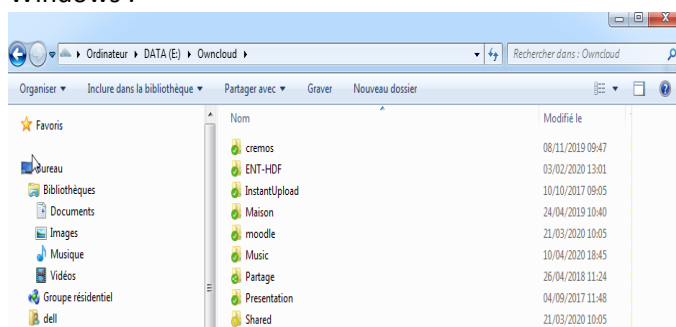 Ordinateur ▸ DATA (E:) ▸ Owncloud ▸
Rechercher dans : Owncloud
Organiser ▾ Inclure dans la bibliothèque ▾ Partager avec ▾ Graver Nouveau dossier
Favoris
Bureau
Bibliothèques
Documents
Images
Musique
Vidéos
Groupe résidentiel
dell
Nom Modifié le
cremos 08/11/2019 09:47
ENT-HDF 03/02/2020 13:01
InstantUpload 10/10/2017 09:05
Maison 24/04/2019 10:40
moodle 21/03/2020 10:05
Music 10/04/2020 18:45
Partage 26/04/2018 11:24
Presentation 04/09/2017 11:48
Shared 21/03/2020 10:05